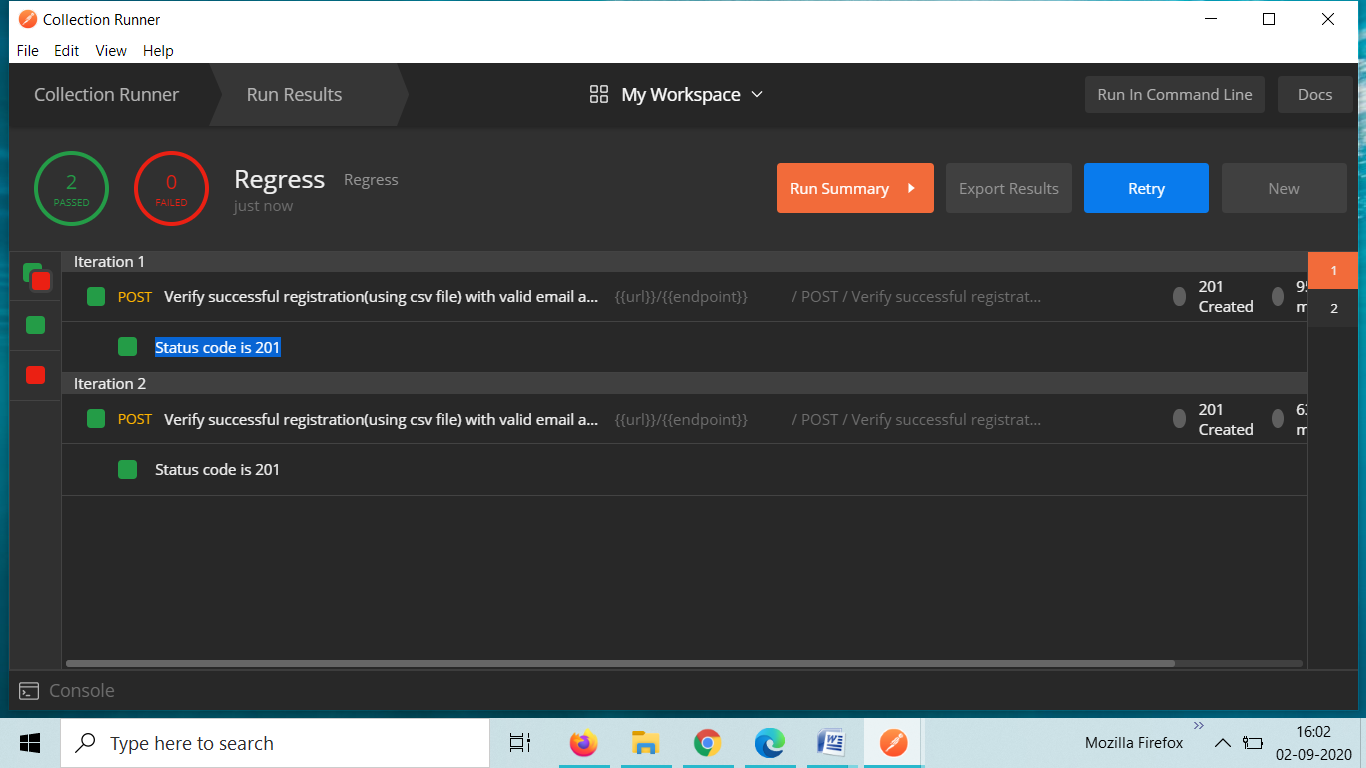 Collection Runner
File Edit View Help
Collection Runner Run Results My Workspace Run In Command Line Docs
2 PASSED 0 FAILED Regress Regress just now Run Summary Export Results Retry New
Iteration 1
POST Verify successful registration(using csv file) with valid email a... {{url}}/{{endpoint}} / POST / Verify successful registrat... 201 Created
1
2
Status code is 201
Iteration 2
POST Verify successful registration(using csv file) with valid email a... {{url}}/{{endpoint}} / POST / Verify successful registrat... 201 Created
Status code is 201
Console
Type here to search Mozilla Firefox 16:02
02-09-2020